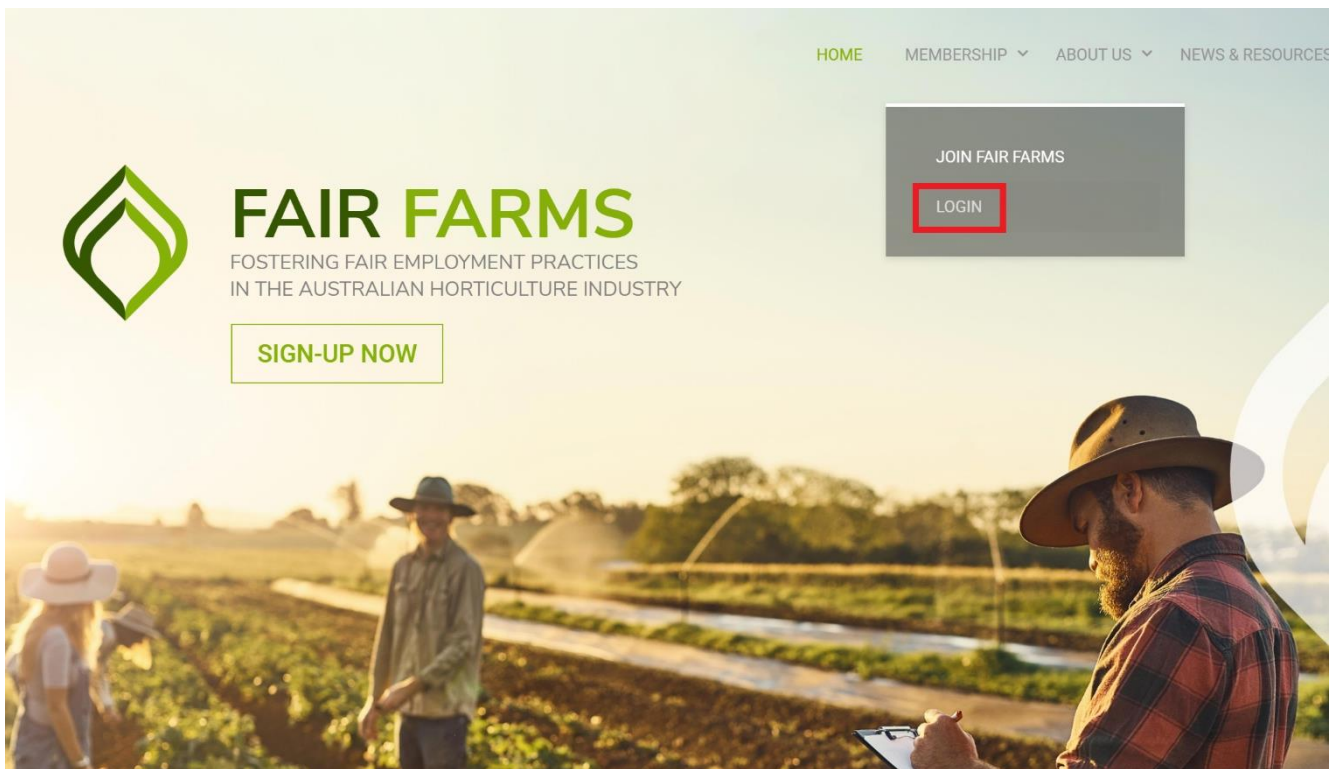 HOME MEMBERSHIP ABOUT US NEWS & RESOURCES
JOIN FAIR FARMS
LOGIN
FAIR FARMS
FOSTERING FAIR EMPLOYMENT PRACTICES
IN THE AUSTRALIAN HORTICULTURE INDUSTRY
SIGN-UP NOW